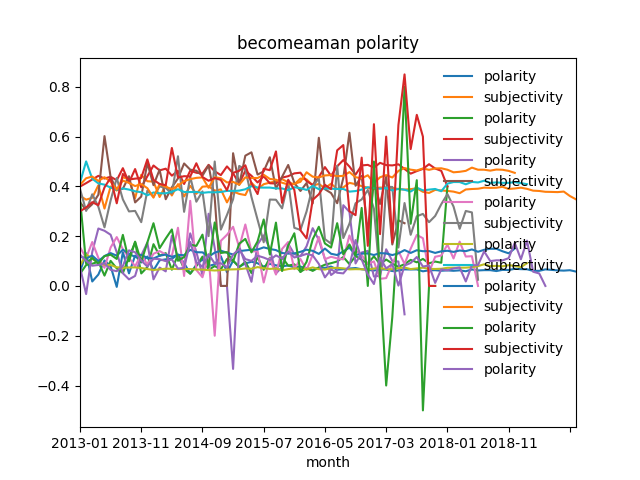 becomeaman polarity
0.8
0.6
0.4
0.2
0.0
−0.2
−0.4
polarity
subjectivity
polarity
subjectivity
polarity
subjectivity
polarity
subjectivity
polarity
subjectivity
polarity
subjectivity
polarity
subjectivity
polarity
2013-01 2013-11 2014-09 2015-07 2016-05 2017-03 2018-01 2018-11
month